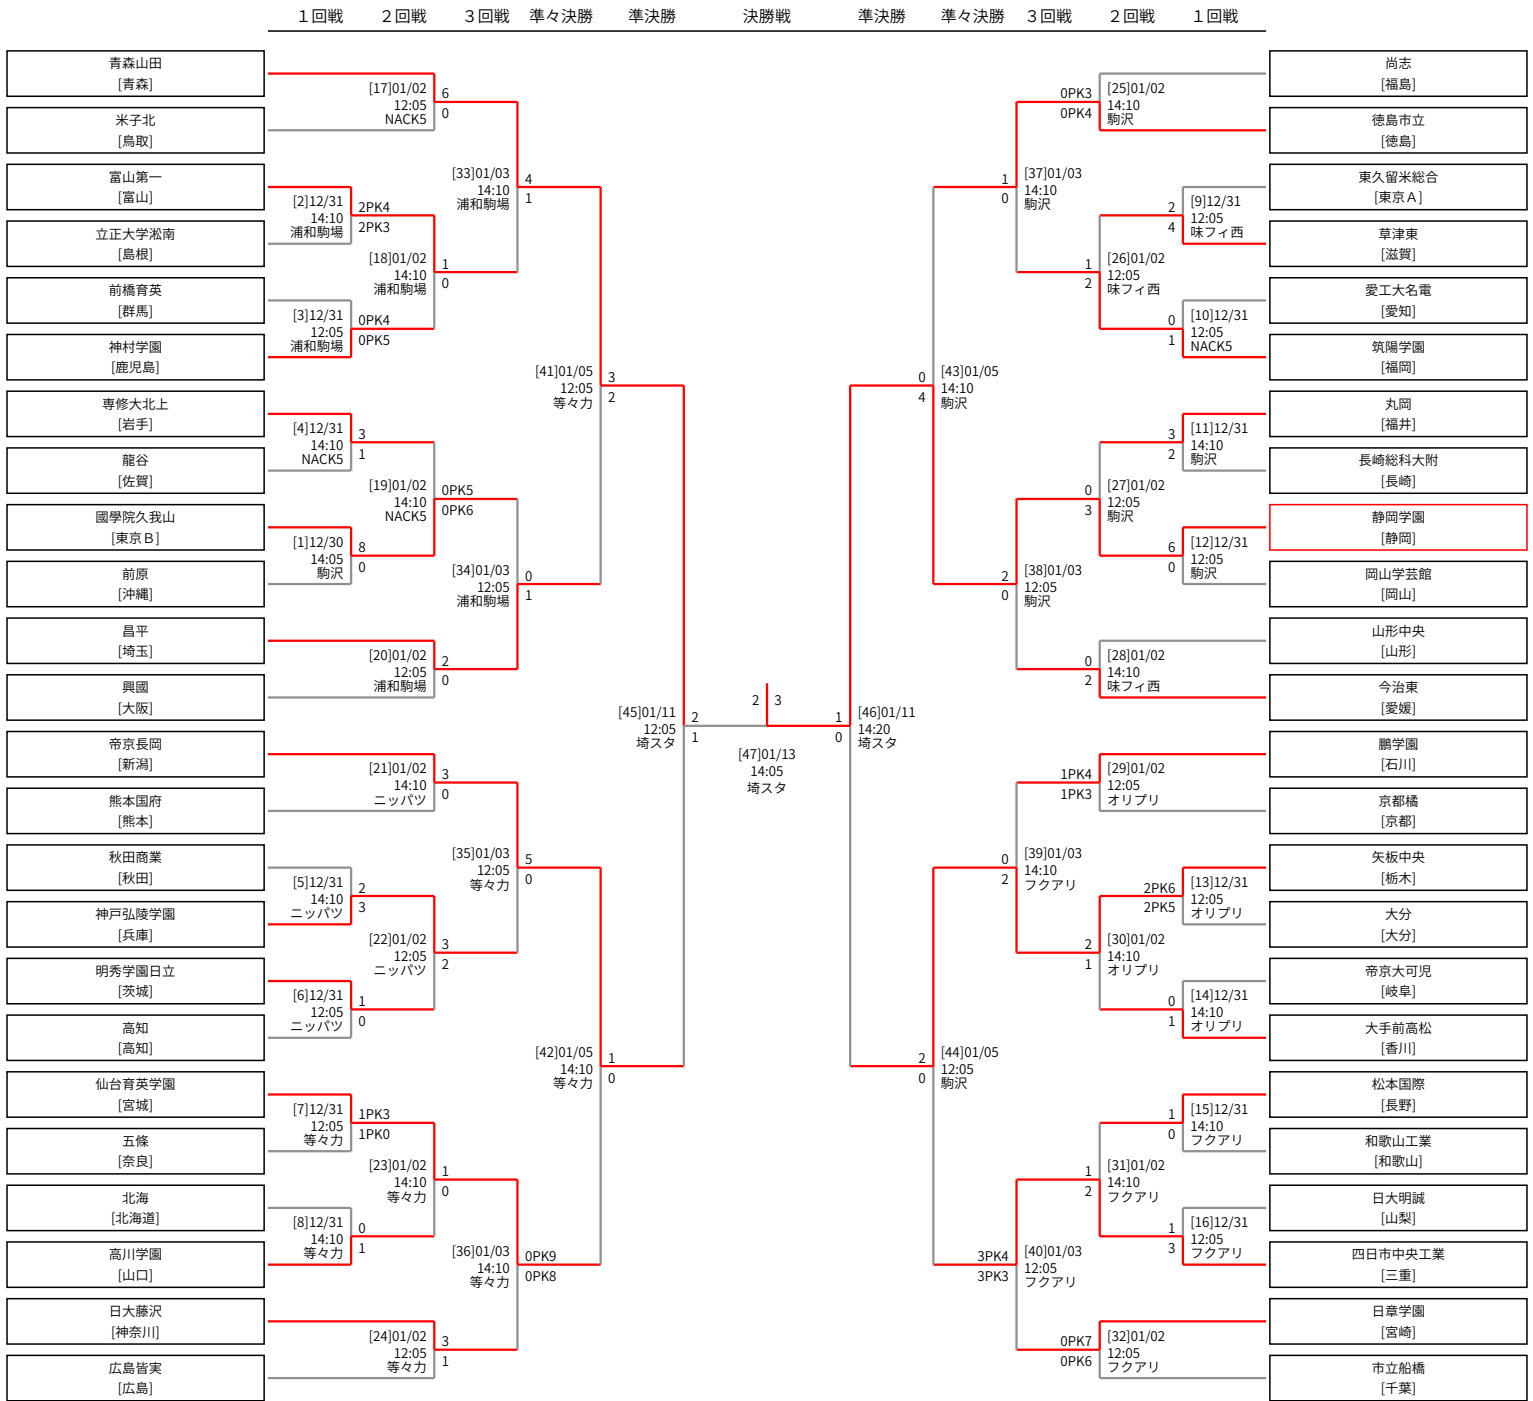 １回戦 ２回戦 ３回戦 準々決勝 準決勝 決勝戦 準決勝 準々決勝 ３回戦 ２回戦 １回戦
青森山田
[青森]
米子北
[鳥取]
富山第一
[富山]
立正大学淞南
[島根]
前橋育英
[群馬]
神村学園
[鹿児島]
専修大北上
[岩手]
龍谷
[佐賀]
國學院久我山
[東京Ｂ]
前原
[沖縄]
昌平
[埼玉]
興國
[大阪]
帝京長岡
[新潟]
熊本国府
[熊本]
秋田商業
[秋田]
神戸弘陵学園
[兵庫]
明秀学園日立
[茨城]
高知
[高知]
仙台育英学園
[宮城]
五條
[奈良]
北海
[北海道]
高川学園
[山口]
日大藤沢
[神奈川]
広島皆実
[広島]
[2]12/31
14:10
浦和駒場
2PK4
2PK3
[3]12/31
12:05
浦和駒場
0PK4
0PK5
[4]12/31
14:10
NACK5
3
1
[1]12/30
14:05
駒沢
8
0
[5]12/31
14:10
ニッパツ
2
3
[6]12/31
12:05
ニッパツ
1
0
[7]12/31
12:05
等々力
1PK3
1PK0
[8]12/31
14:10
等々力
0
1
[17]01/02
12:05
NACK5
6
0
[18]01/02
14:10
浦和駒場
1
0
[19]01/02
14:10
NACK5
0PK5
0PK6
[20]01/02
12:05
浦和駒場
2
0
[21]01/02
14:10
ニッパツ
3
0
[22]01/02
12:05
ニッパツ
3
2
[23]01/02
14:10
等々力
1
0
[24]01/02
12:05
等々力
3
1
[33]01/03
14:10
浦和駒場
4
1
[34]01/03
12:05
浦和駒場
0
1
[35]01/03
12:05
等々力
5
0
[36]01/03
14:10
等々力
0PK9
0PK8
[41]01/05
12:05
等々力
3
2
[42]01/05
14:10
等々力
1
0
[45]01/11
12:05
埼スタ
2
1
2 3
[47]01/13
14:05
埼スタ
1
0
[46]01/11
14:20
埼スタ
0
4
[43]01/05
14:10
駒沢
2
0
[44]01/05
12:05
駒沢
1
0
[37]01/03
14:10
駒沢
2
0
[38]01/03
12:05
駒沢
0
2
[39]01/03
14:10
フクアリ
3PK4
3PK3
[40]01/03
12:05
フクアリ
0PK3
0PK4
[25]01/02
14:10
駒沢
1
2
[26]01/02
12:05
味フィ西
0
3
[27]01/02
12:05
駒沢
0
2
[28]01/02
14:10
味フィ西
1PK4
1PK3
[29]01/02
12:05
オリプリ
2
1
[30]01/02
14:10
オリプリ
1
2
[31]01/02
14:10
フクアリ
0PK7
0PK6
[32]01/02
12:05
フクアリ
2
4
[9]12/31
12:05
味フィ西
0
1
[10]12/31
12:05
NACK5
3
2
[11]12/31
14:10
駒沢
6
0
[12]12/31
12:05
駒沢
2PK6
2PK5
[13]12/31
12:05
オリプリ
0
1
[14]12/31
14:10
オリプリ
1
0
[15]12/31
14:10
フクアリ
1
3
[16]12/31
12:05
フクアリ
尚志
[福島]
徳島市立
[徳島]
東久留米総合
[東京Ａ]
草津東
[滋賀]
愛工大名電
[愛知]
筑陽学園
[福岡]
丸岡
[福井]
長崎総科大附
[長崎]
静岡学園
[静岡]
岡山学芸館
[岡山]
山形中央
[山形]
今治東
[愛媛]
鵬学園
[石川]
京都橘
[京都]
矢板中央
[栃木]
大分
[大分]
帝京大可児
[岐阜]
大手前高松
[香川]
松本国際
[長野]
和歌山工業
[和歌山]
日大明誠
[山梨]
四日市中央工業
[三重]
日章学園
[宮崎]
市立船橋
[千葉]